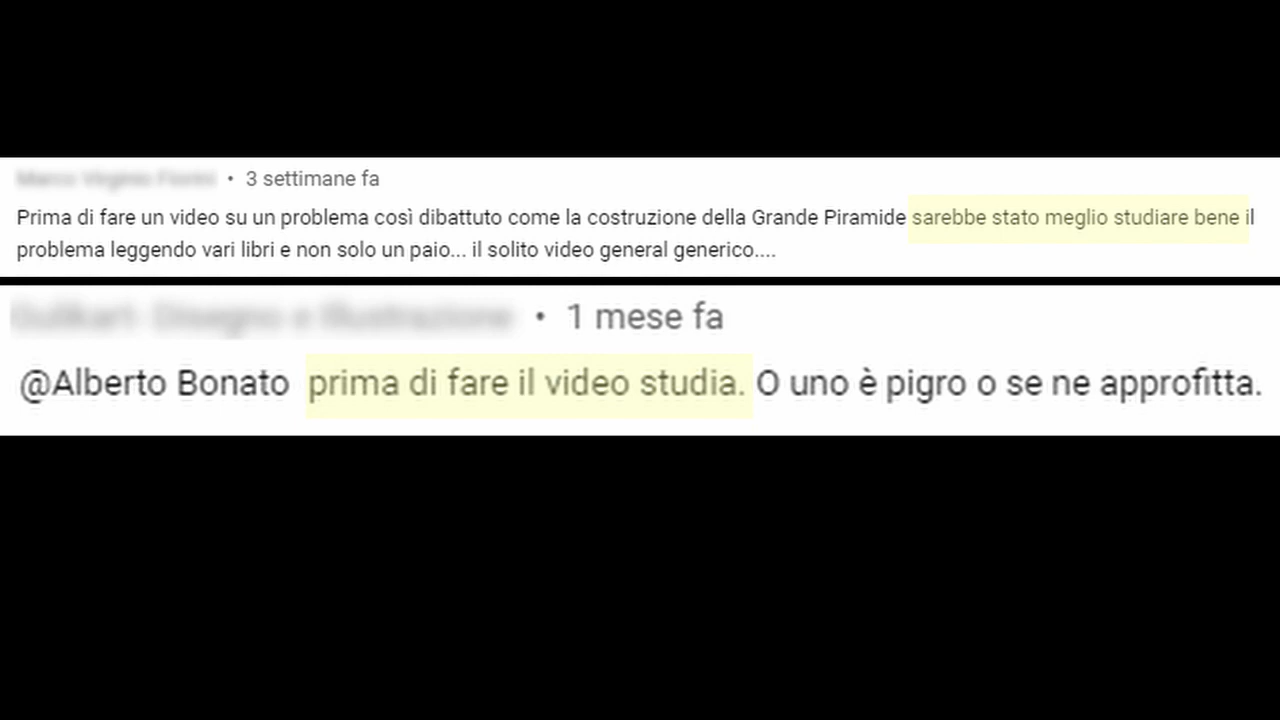 • 3 settimane fa
Prima di fare un video su un problema così dibattuto come la costruzione della Grande Piramide sarebbe stato meglio studiare bene il
problema leggendo vari libri e non solo un paio... il solito video general generico....
• 1 mese fa
@Alberto Bonato prima di fare il video studia. O uno è pigro o se ne approfitta.